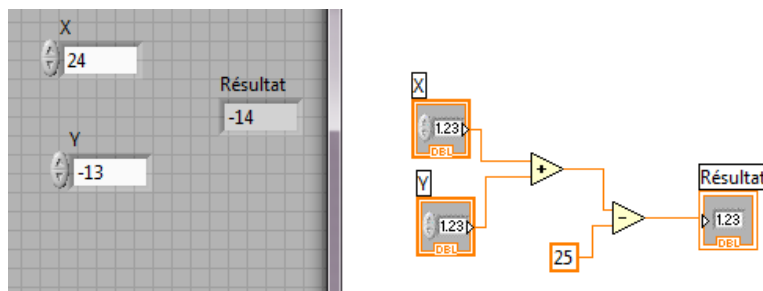 X
24
Résultat
-14
Y
-13
X
1.23
DBL
+
Y
1.23
DBL
Résultat
1.23
DBL
-
25